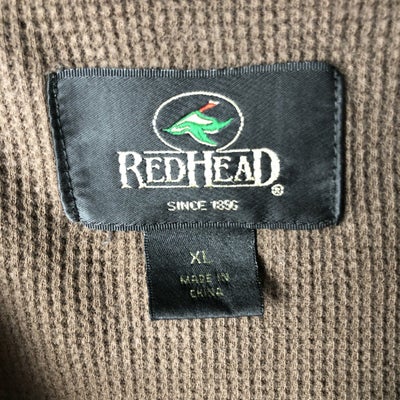 REDHEAD®
SINCE 1856
XL
MADE IN
CHINA